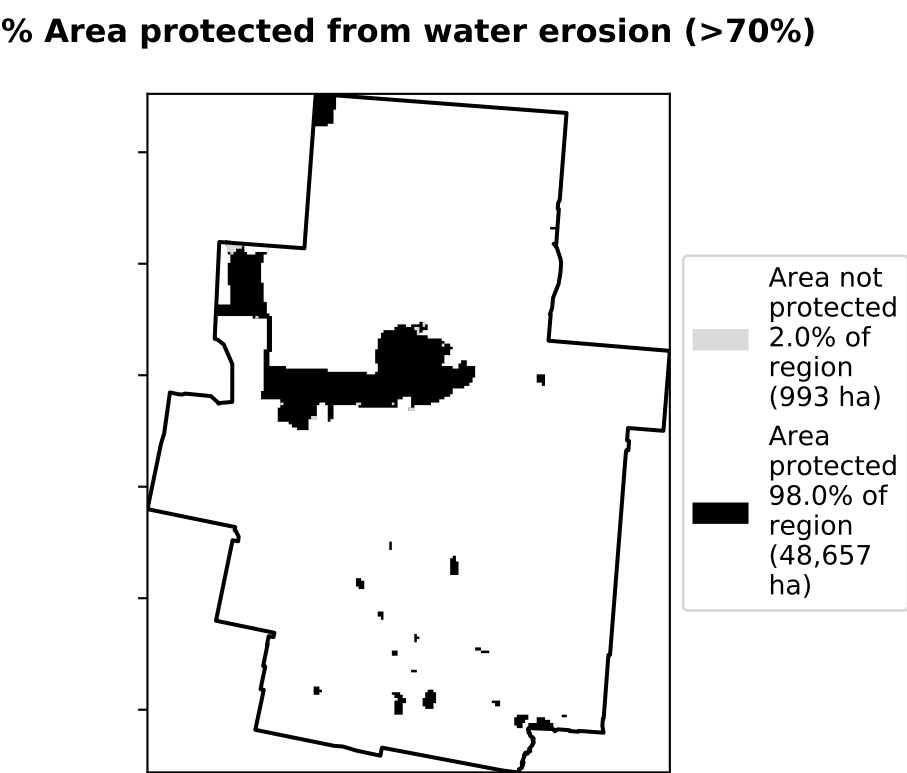 % Area protected from water erosion (>70%)
Area not
protected
2.0% of
region
(993 ha)
Area
protected
98.0% of
region
(48,657
ha)